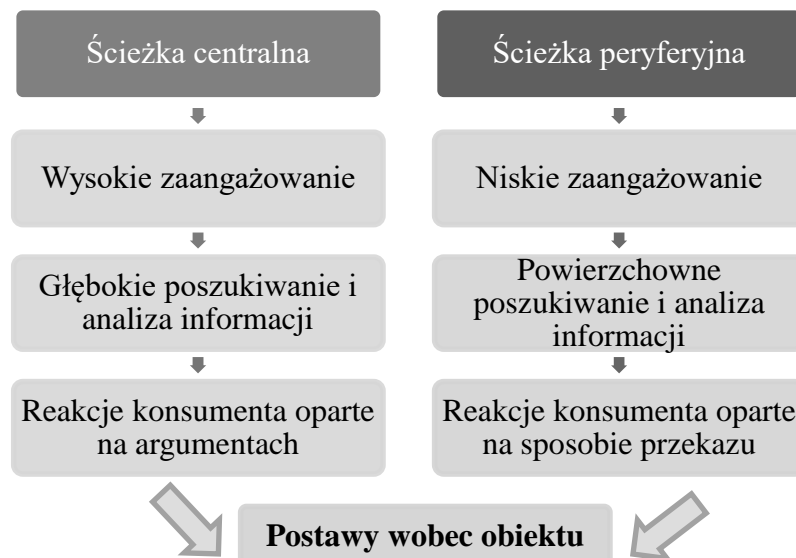 Ścieżka centralna
Wysokie zaangażowanie
Głębokie poszukiwanie i
analiza informacji
Reakcje konsumenta oparte
na argumentach
Ścieżka peryferyjna
Niskie zaangażowanie
Powierzchowne
poszukiwanie i analiza
informacji
Reakcje konsumenta oparte
na sposobie przekazu
Postawy wobec obiektu